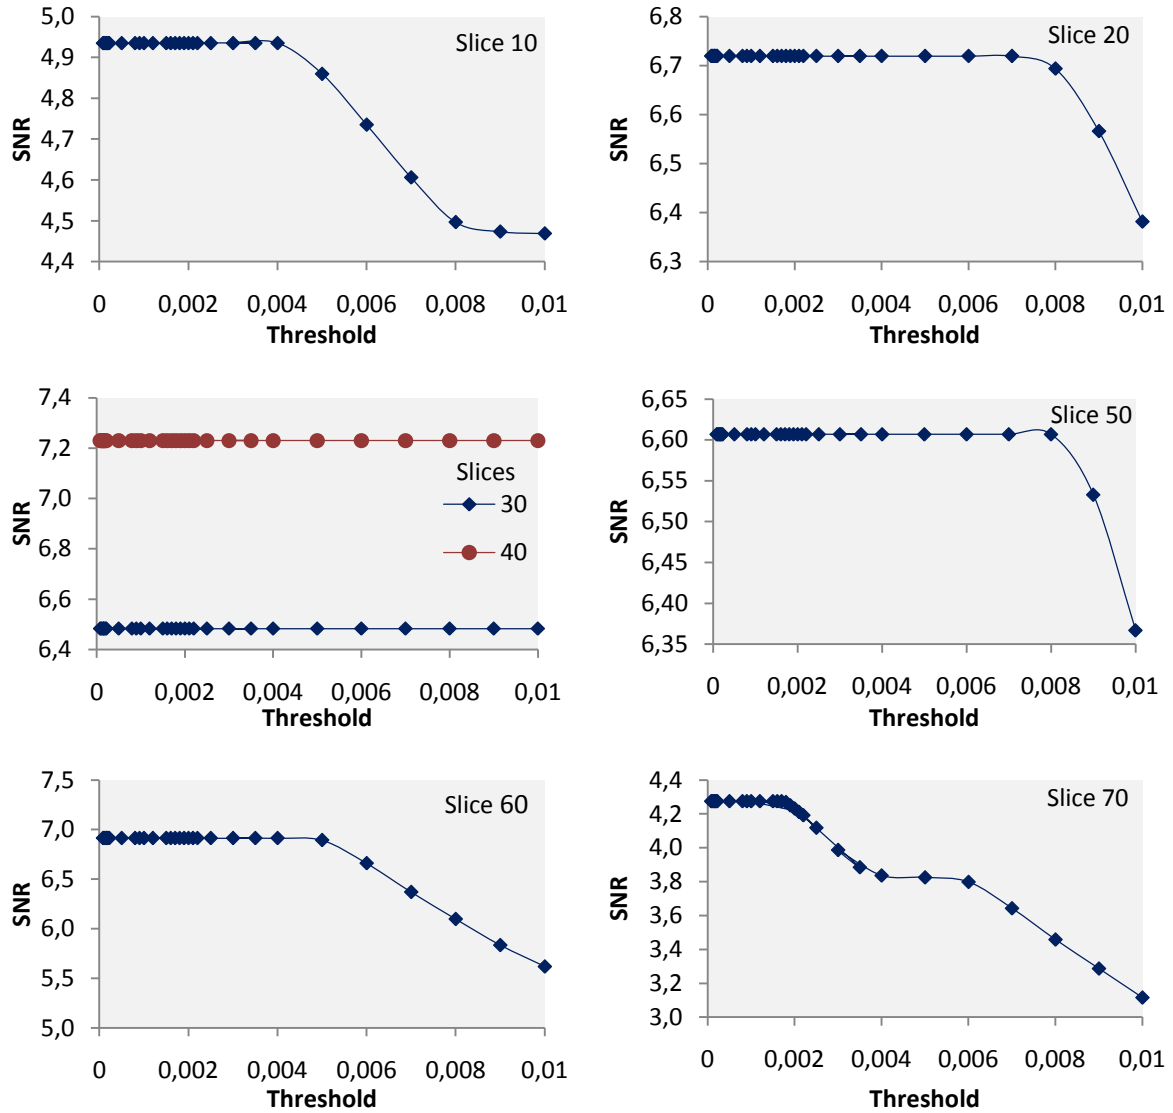 Slice 10
SNR
5,0
4,9
4,8
4,7
4,6
4,5
4,4
0 0,002 0,004 0,006 0,008 0,01
Threshold
Slice 20
SNR
6,8
6,7
6,6
6,5
6,4
6,3
0 0,002 0,004 0,006 0,008 0,01
Threshold
SNR
7,4
7,2
7,0
6,8
6,6
6,4
Slices
30
40
0 0,002 0,004 0,006 0,008 0,01
Threshold
Slice 50
SNR
6,65
6,60
6,55
6,50
6,45
6,40
6,35
0 0,002 0,004 0,006 0,008 0,01
Threshold
Slice 60
SNR
7,5
7,0
6,5
6,0
5,5
5,0
0 0,002 0,004 0,006 0,008 0,01
Threshold
Slice 70
SNR
4,4
4,2
4,0
3,8
3,6
3,4
3,2
3,0
0 0,002 0,004 0,006 0,008 0,01
Threshold